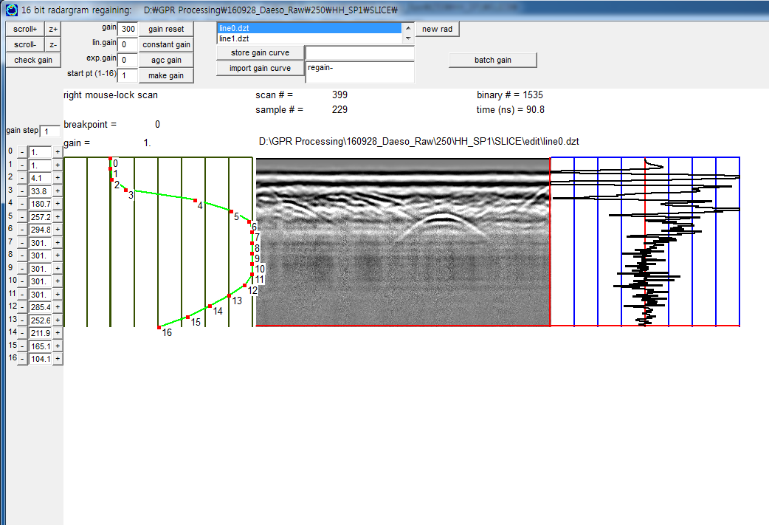 16 bit radargram regaining: D:₩GPR Processing₩160928_Daeso_Raw₩250₩HH_SP1₩SLICE₩
scroll+ z+ gain 300 gain reset line0.dzt new rad
scroll- z- lin.gain 0 constant gain line1.dzt
check gain exp.gain 0 agc gain store gain curve batch gain
start pt (1-16) 1 make gain import gain curve regain-
right mouse-lock scan scan # = 399 binary # = 1535
sample # = 229 time (ns) = 90.8
breakpoint = 0
gain step 1
gain = 1. D:\GPR Processing\160928_Daeso_Raw\250\HH_SP1\SLICE\edit\line0.dzt
0 - 1. +
1 - 1. +
2 - 4.1 +
3 - 33.8 +
4 - 180.7 +
5 - 257.2 +
6 - 294.8 +
7 - 301. +
8 - 301. +
9 - 301. +
10 - 301. +
11 - 301. +
12 - 285.4 +
13 - 252.6 +
14 - 211.9 +
15 - 165.1 +
16 - 104.1 +
0
1
2
3
4
5
6
7
8
9
10
11
12
13
14
15
16